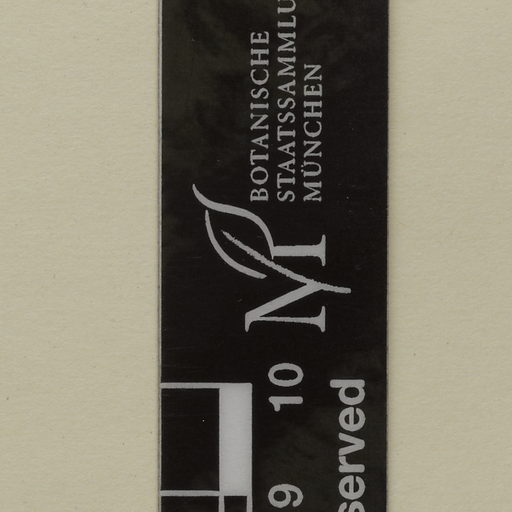 BOTANISCHE
STAATSSAMMLU
MÜNCHEN
M
9 10
served